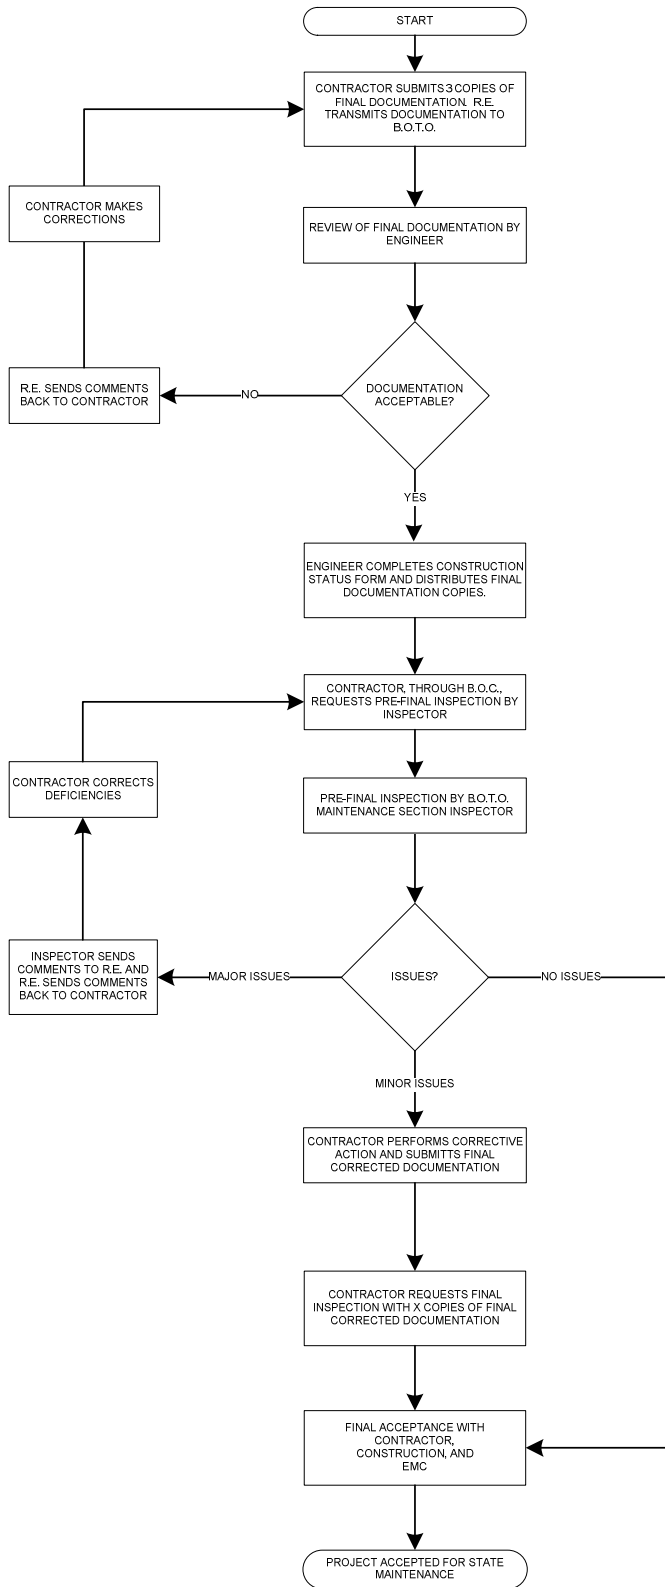 START
CONTRACTOR SUBMITS 3 COPIES OF
FINAL DOCUMENTATION. R.E.
TRANSMITS DOCUMENTATION TO
B.O.T.O.
CONTRACTOR MAKES
CORRECTIONS
REVIEW OF FINAL DOCUMENTATION BY
ENGINEER
R.E. SENDS COMMENTS
BACK TO CONTRACTOR
NO
DOCUMENTATION
ACCEPTABLE?
YES
ENGINEER COMPLETES CONSTRUCTION
STATUS FORM AND DISTRIBUTES FINAL
DOCUMENTATION COPIES.
CONTRACTOR, THROUGH B.O.C.,
REQUESTS PRE-FINAL INSPECTION BY
INSPECTOR
CONTRACTOR CORRECTS
DEFICIENCIES
PRE-FINAL INSPECTION BY B.O.T.O.
MAINTENANCE SECTION INSPECTOR
INSPECTOR SENDS
COMMENTS TO R.E. AND
R.E. SENDS COMMENTS
BACK TO CONTRACTOR
MAJOR ISSUES
ISSUES?
NO ISSUES
MINOR ISSUES
CONTRACTOR PERFORMS CORRECTIVE
ACTION AND SUBMITTS FINAL
CORRECTED DOCUMENTATION
CONTRACTOR REQUESTS FINAL
INSPECTION WITH X COPIES OF FINAL
CORRECTED DOCUMENTATION
FINAL ACCEPTANCE WITH
CONTRACTOR,
CONSTRUCTION, AND
EMC
PROJECT ACCEPTED FOR STATE
MAINTENANCE